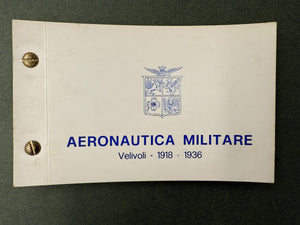 AERONAUTICA MILITARE
Velivoli - 1918 - 1936